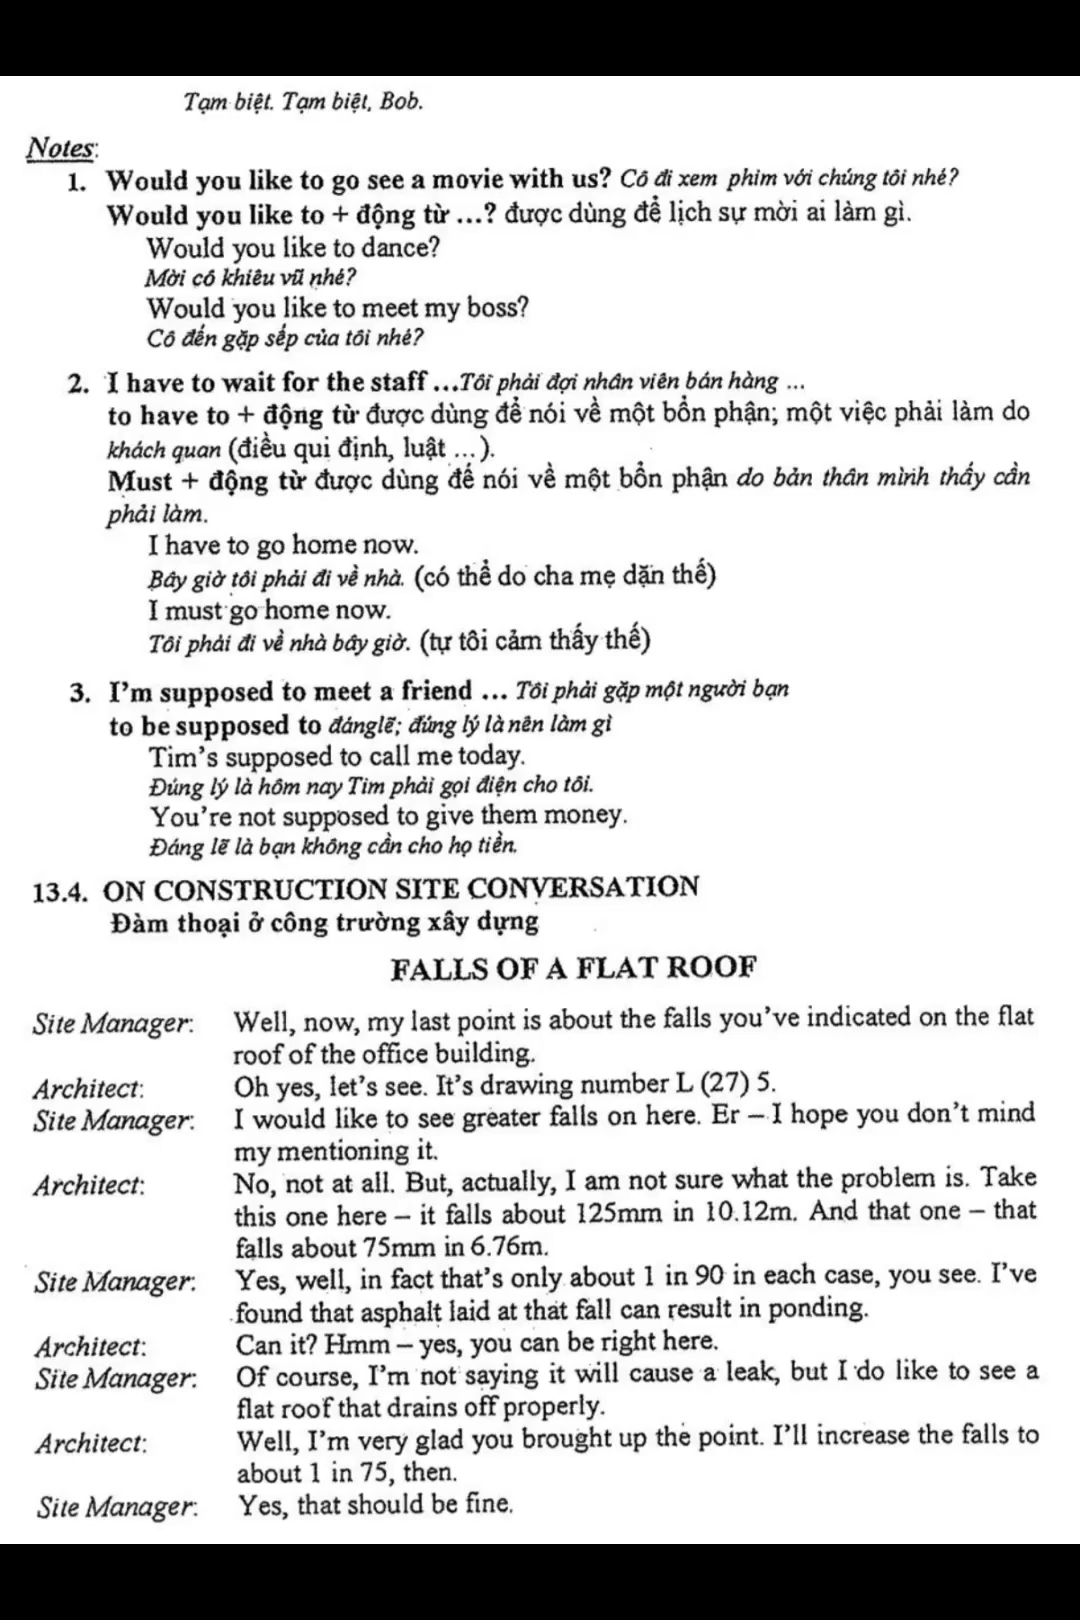 Tạm biệt. Tạm biệt, Bob.
Notes:
1. Would you like to go see a movie with us? Cô đi xem phim với chúng tôi nhé?
Would you like to + động từ ...? được dùng để lịch sự mời ai làm gì.
Would you like to dance?
Mời cô khiêu vũ nhé?
Would you like to meet my boss?
Cô đến gặp sếp của tôi nhé?
2. I have to wait for the staff ...Tôi phải đợi nhân viên bán hàng ...
to have to + động từ được dùng để nói về một bổn phận; một việc phải làm do
khách quan (điều qui định, luật ...).
Must + động từ được dùng để nói về một bổn phận do bản thân mình thấy cần
phải làm.
I have to go home now.
Bây giờ tôi phải đi về nhà. (có thể do cha mẹ dặn thế)
I must go home now.
Tôi phải đi về nhà bây giờ. (tự tôi cảm thấy thế)
3. I'm supposed to meet a friend ... Tôi phải gặp một người bạn
to be supposed to đánglẽ; đúng lý là nên làm gì
Tim's supposed to call me today.
Đúng lý là hôm nay Tim phải gọi điện cho tôi.
You're not supposed to give them money.
Đáng lẽ là bạn không cần cho họ tiền.
13.4. ON CONSTRUCTION SITE CONVERSATION
Đàm thoại ở công trường xây dựng
FALLS OF A FLAT ROOF
Site Manager: Well, now, my last point is about the falls you've indicated on the flat
roof of the office building.
Architect: Oh yes, let's see. It's drawing number L (27) 5.
Site Manager: I would like to see greater falls on here. Er – I hope you don't mind
my mentioning it.
Architect: No, not at all. But, actually, I am not sure what the problem is. Take
this one here – it falls about 125mm in 10.12m. And that one – that
falls about 75mm in 6.76m.
Site Manager: Yes, well, in fact that's only about 1 in 90 in each case, you see. I've
found that asphalt laid at that fall can result in ponding.
Architect: Can it? Hmm – yes, you can be right here.
Site Manager: Of course, I'm not saying it will cause a leak, but I do like to see a
flat roof that drains off properly.
Architect: Well, I'm very glad you brought up the point. I'll increase the falls to
about 1 in 75, then.
Site Manager: Yes, that should be fine.